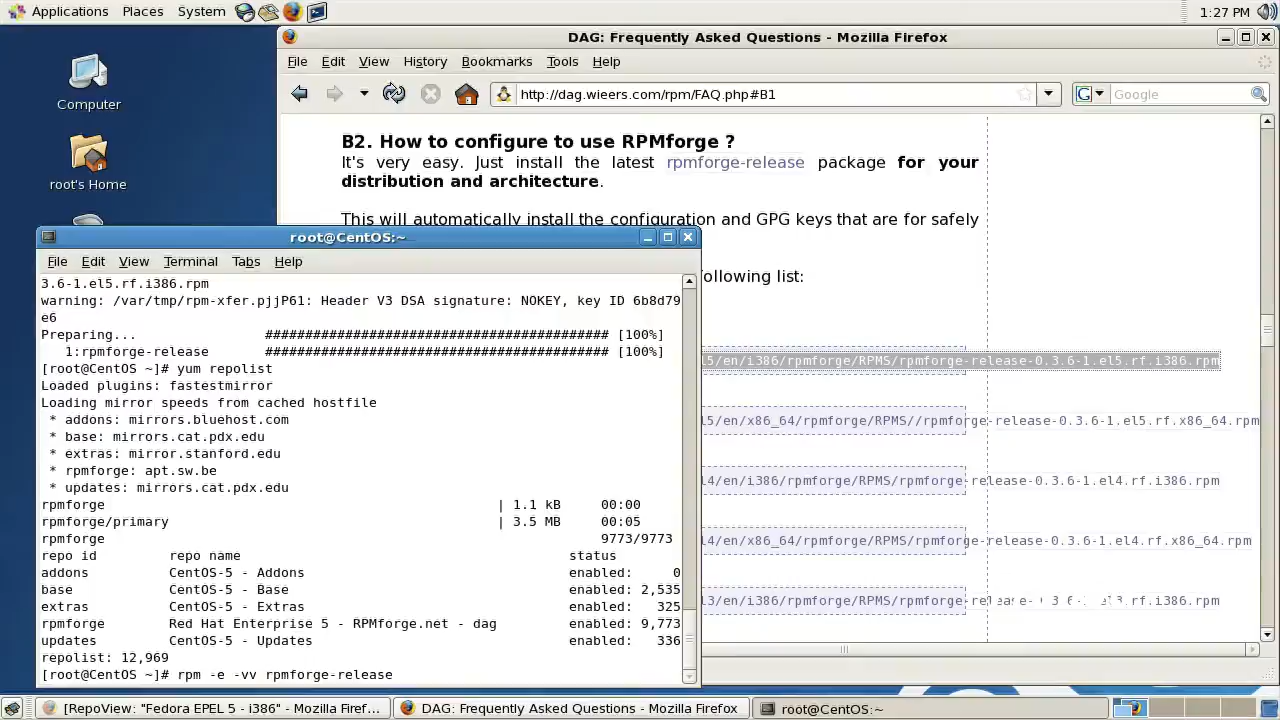 Applications Places System 1:27 PM
DAG: Frequently Asked Questions - Mozilla Firefox
File Edit View History Bookmarks Tools Help
http://dag.wieers.com/rpm/FAQ.php#B1
Google
Computer
root's Home
B2. How to configure to use RPMforge ?
It's very easy. Just install the latest rpmforge-release package for your
distribution and architecture.
This will automatically install the configuration and GPG keys that are for safely
ollowing list:
l5/en/i386/rpmforge/RPMS/rpmforge-release-0.3.6-1.el5.rf.i386.rpm
l5/en/x86_64/rpmforge/RPMS//rpmforge-release-0.3.6-1.el5.rf.x86_64.rpm
l4/en/i386/rpmforge/RPMS/rpmforge-release-0.3.6-1.el4.rf.i386.rpm
l4/en/x86_64/rpmforge/RPMS/rpmforge-release-0.3.6-1.el4.rf.x86_64.rpm
l3/en/i386/rpmforge/RPMS/rpmforge-release-0.3.6-1.el3.rf.i386.rpm
root@CentOS:~
File Edit View Terminal Tabs Help
3.6-1.el5.rf.i386.rpm
warning: /var/tmp/rpm-xfer.pjjP61: Header V3 DSA signature: NOKEY, key ID 6b8d79
e6
Preparing... ########################################### [100%]
1:rpmforge-release ########################################### [100%]
[root@CentOS ~]# yum repolist
Loaded plugins: fastestmirror
Loading mirror speeds from cached hostfile
* addons: mirrors.bluehost.com
* base: mirrors.cat.pdx.edu
* extras: mirror.stanford.edu
* rpmforge: apt.sw.be
* updates: mirrors.cat.pdx.edu
rpmforge | 1.1 kB 00:00
rpmforge/primary | 3.5 MB 00:05
rpmforge 9773/9773
repo id repo name status
addons CentOS-5 - Addons enabled: 0
base CentOS-5 - Base enabled: 2,535
extras CentOS-5 - Extras enabled: 325
rpmforge Red Hat Enterprise 5 - RPMforge.net - dag enabled: 9,773
updates CentOS-5 - Updates enabled: 336
repolist: 12,969
[root@CentOS ~]# rpm -e -vv rpmforge-release
[RepoView: "Fedora EPEL 5 - i386" - Mozilla Firef... DAG: Frequently Asked Questions - Mozilla Firefox root@CentOS:~